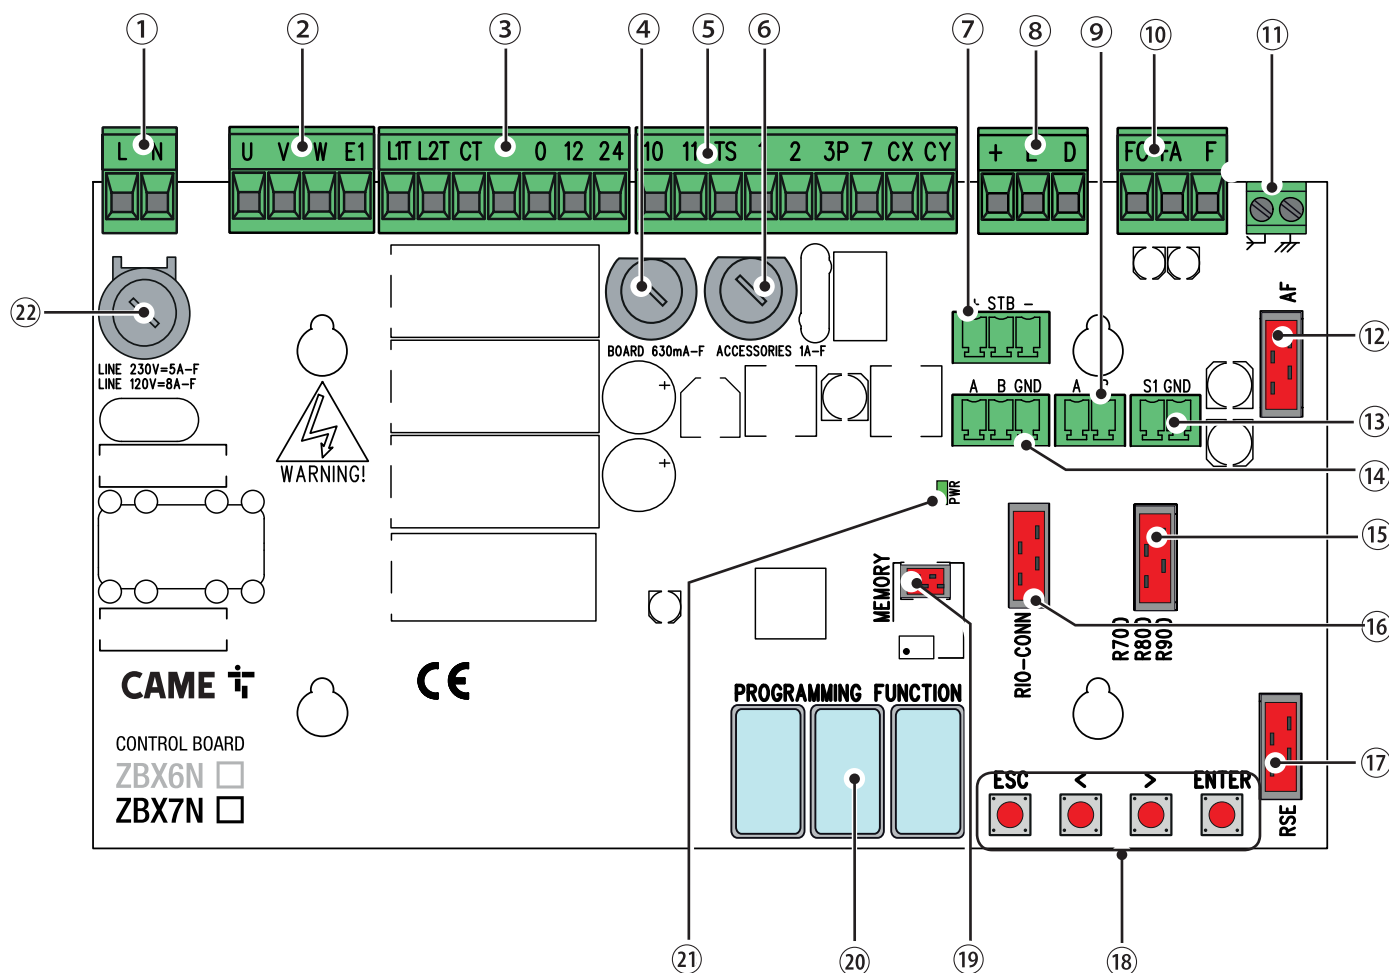 1 2 3 4 5 6 7 8 9 10 11
L N U V W E1 L1T L2T CT 0 12 24 10 11 TS 1 2 3P 7 CX CY + E D FC FA F
AF
22
+ STB -
12
BOARD 630mA-F ACCESSORIES 1A-F
LINE 230V=5A-F
LINE 120V=8A-F
A B GND A S1 GND
+
13
WARNING!
+
14
PWR
15
MEMORY
16
RIO-CONN
R700
R800
R900
CAME
CE
PROGRAMMING FUNCTION
CONTROL BOARD
ZBX6N
ZBX7N
17
ESC < > ENTER
RSE
21 20 19 18